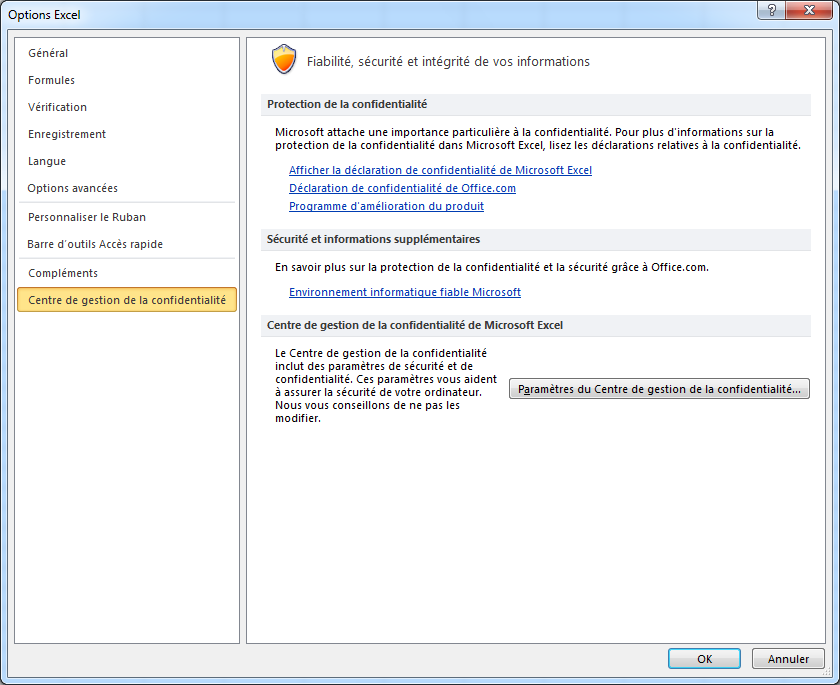 Options Excel
Général
Formules
Vérification
Enregistrement
Langue
Options avancées
Personnaliser le Ruban
Barre d'outils Accès rapide
Compléments
Centre de gestion de la confidentialité
Fiabilité, sécurité et intégrité de vos informations
Protection de la confidentialité
Microsoft attache une importance particulière à la confidentialité. Pour plus d'informations sur la
protection de la confidentialité dans Microsoft Excel, lisez les déclarations relatives à la confidentialité.
Afficher la déclaration de confidentialité de Microsoft Excel
Déclaration de confidentialité de Office.com
Programme d'amélioration du produit
Sécurité et informations supplémentaires
En savoir plus sur la protection de la confidentialité et la sécurité grâce à Office.com.
Environnement informatique fiable Microsoft
Centre de gestion de la confidentialité de Microsoft Excel
Le Centre de gestion de la confidentialité
inclut des paramètres de sécurité et de
confidentialité. Ces paramètres vous aident
à assurer la sécurité de votre ordinateur.
Nous vous conseillons de ne pas les
modifier.
Paramètres du Centre de gestion de la confidentialité...
OK
Annuler